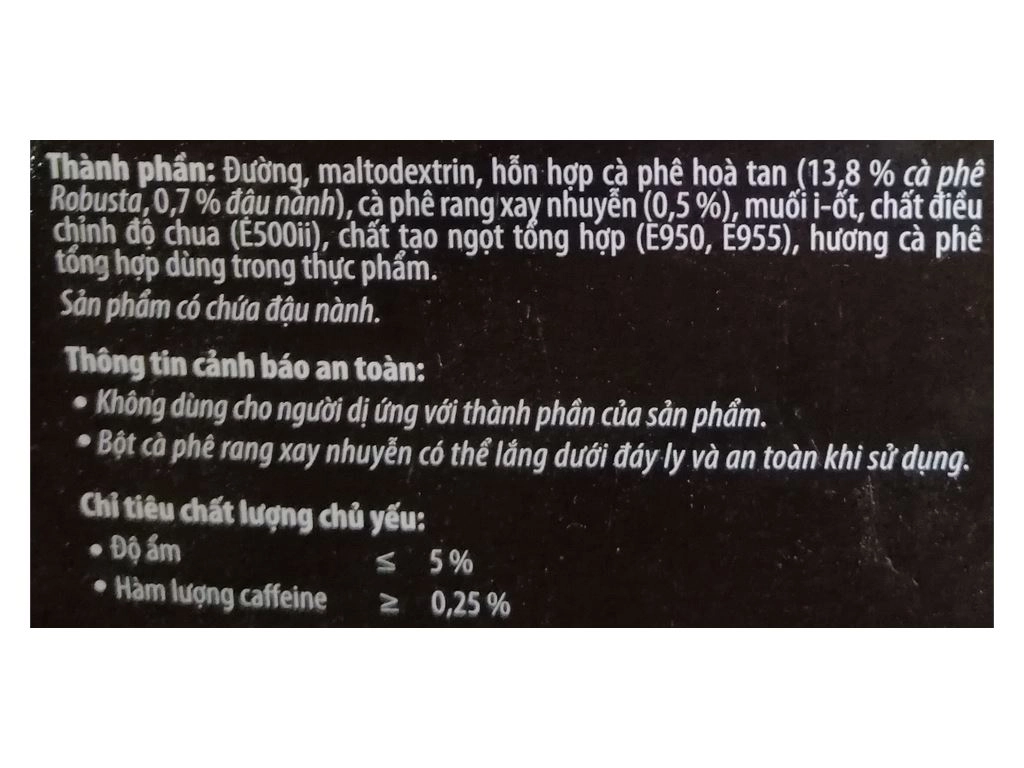 Thành phần: Đường, maltodextrin, hỗn hợp cà phê hoà tan (13,8 % cà phê
Robusta, 0,7 % đậu nành), cà phê rang xay nhuyễn (0,5 %), muối i-ốt, chất điều
chỉnh độ chua (E500ii), chất tạo ngọt tổng hợp (E950, E955), hương cà phê
tổng hợp dùng trong thực phẩm.
Sản phẩm có chứa đậu nành.
Thông tin cảnh báo an toàn:
• Không dùng cho người dị ứng với thành phần của sản phẩm.
• Bột cà phê rang xay nhuyễn có thể lắng dưới đáy ly và an toàn khi sử dụng.
Chỉ tiêu chất lượng chủ yếu:
• Độ ẩm ≤ 5 %
• Hàm lượng caffeine ≥ 0,25 %